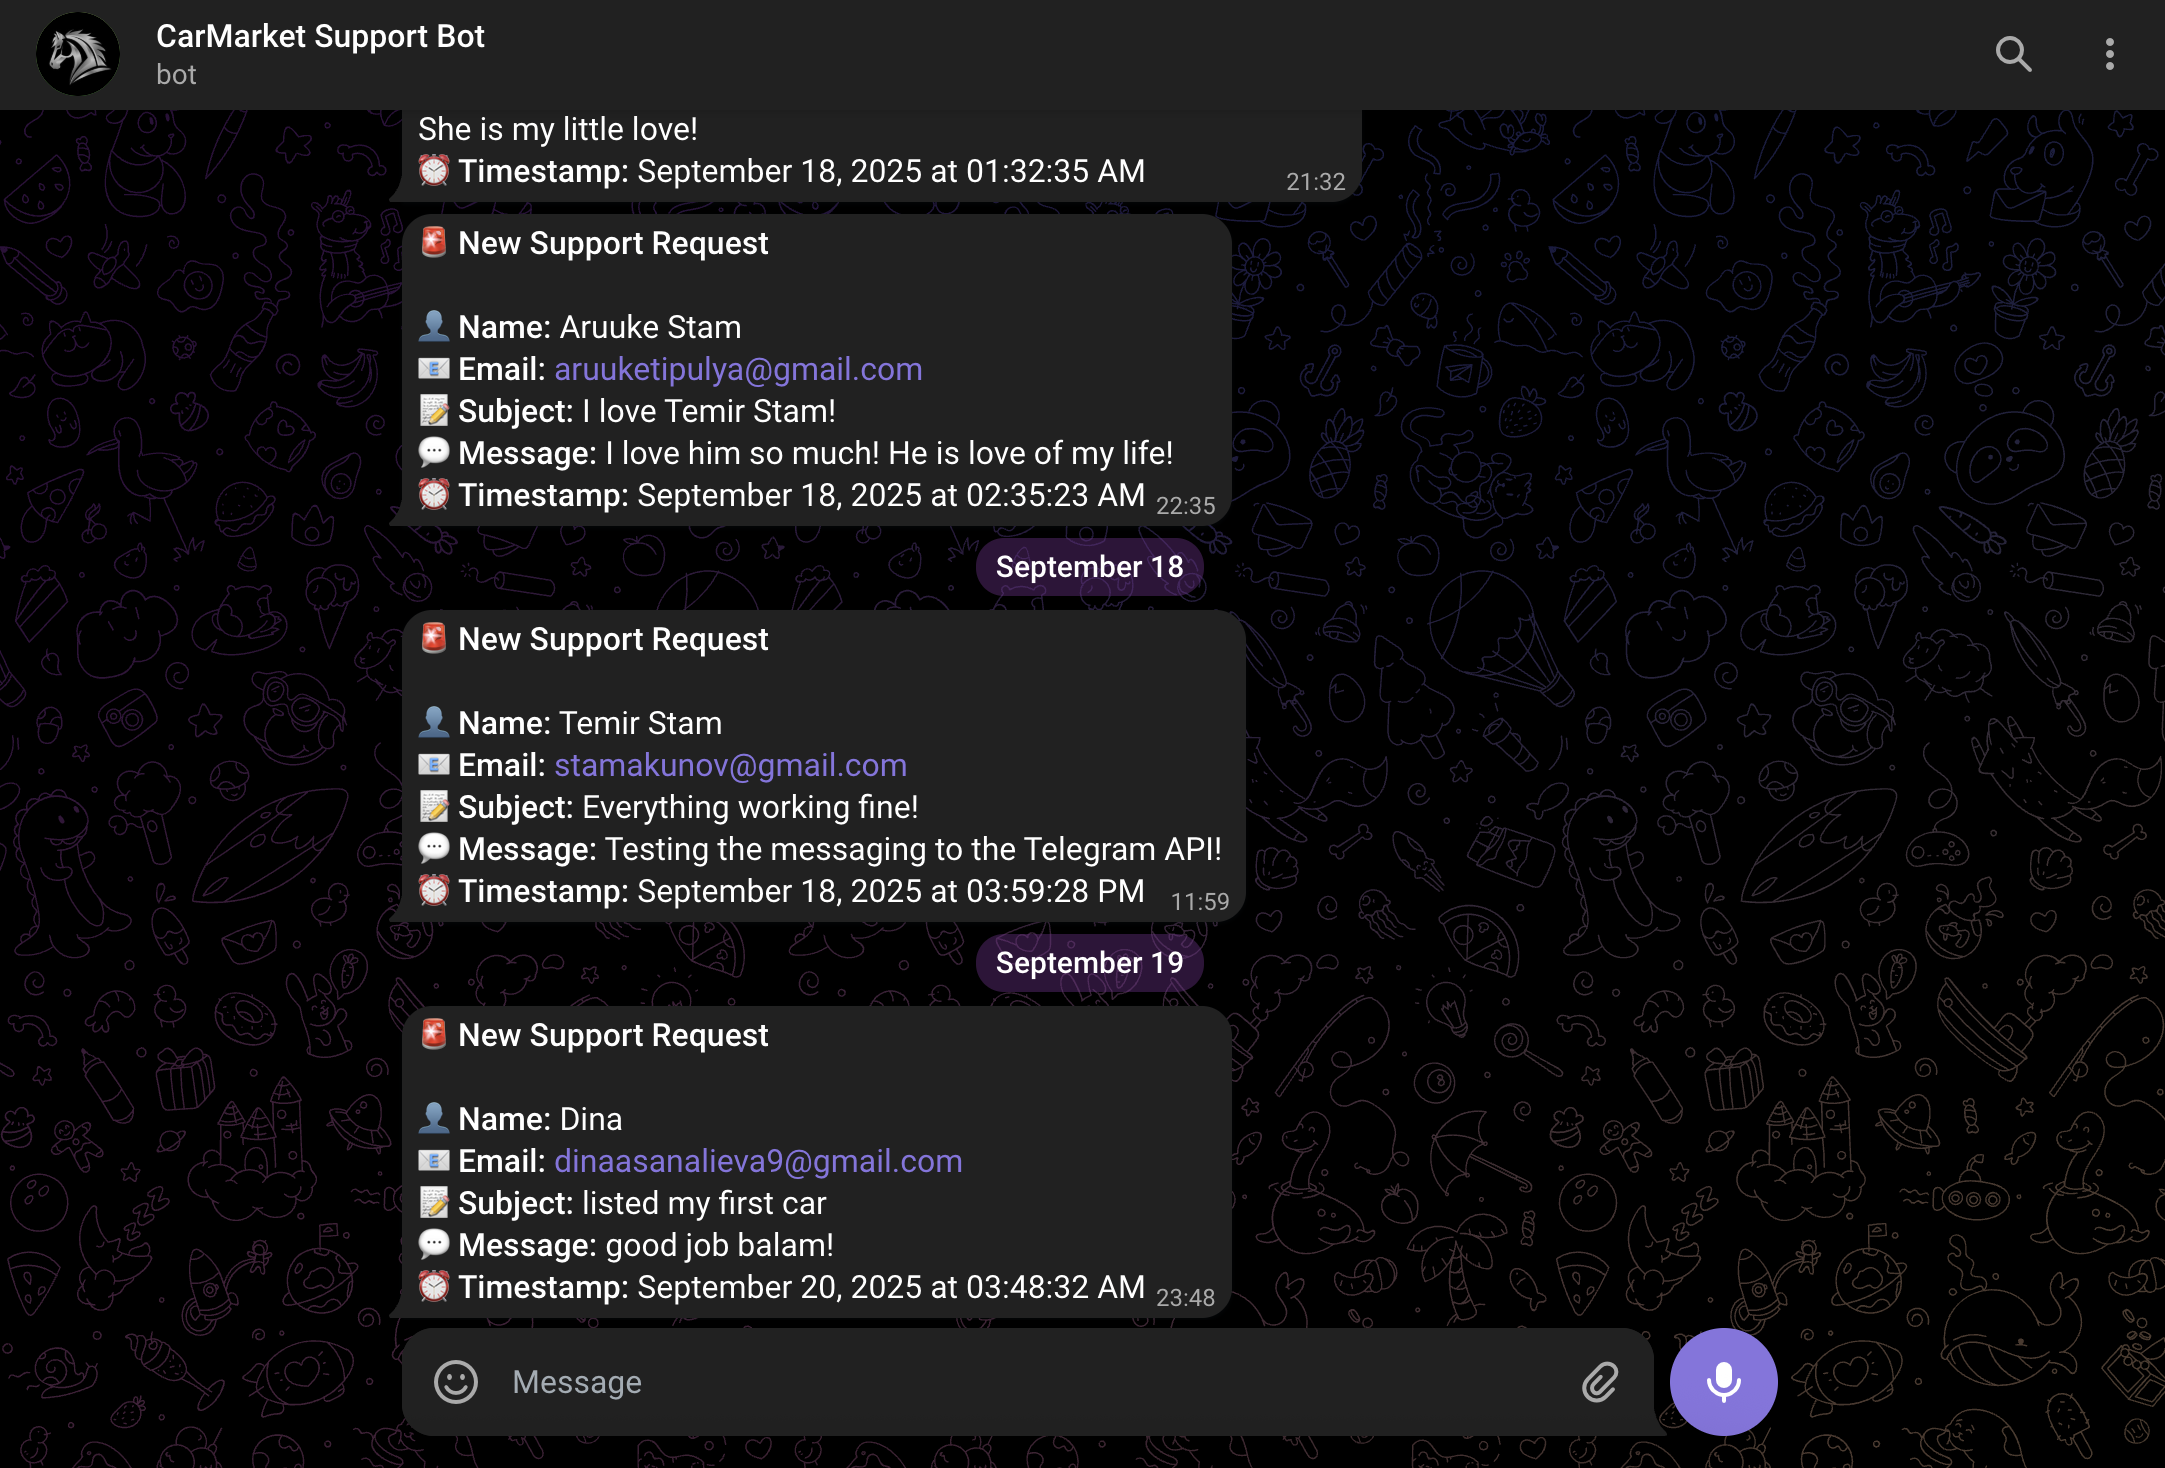 CarMarket Support Bot
bot
She is my little love!
⏰ Timestamp: September 18, 2025 at 01:32:35 AM 21:32
🚨 New Support Request
👤 Name: Aruuke Stam
📧 Email: aruuketipulya@gmail.com
📝 Subject: I love Temir Stam!
💬 Message: I love him so much! He is love of my life!
⏰ Timestamp: September 18, 2025 at 02:35:23 AM 22:35
September 18
🚨 New Support Request
👤 Name: Temir Stam
📧 Email: stamakunov@gmail.com
📝 Subject: Everything working fine!
💬 Message: Testing the messaging to the Telegram API!
⏰ Timestamp: September 18, 2025 at 03:59:28 PM 11:59
September 19
🚨 New Support Request
👤 Name: Dina
📧 Email: dinaasanalieva9@gmail.com
📝 Subject: listed my first car
💬 Message: good job balam!
⏰ Timestamp: September 20, 2025 at 03:48:32 AM 23:48
Message